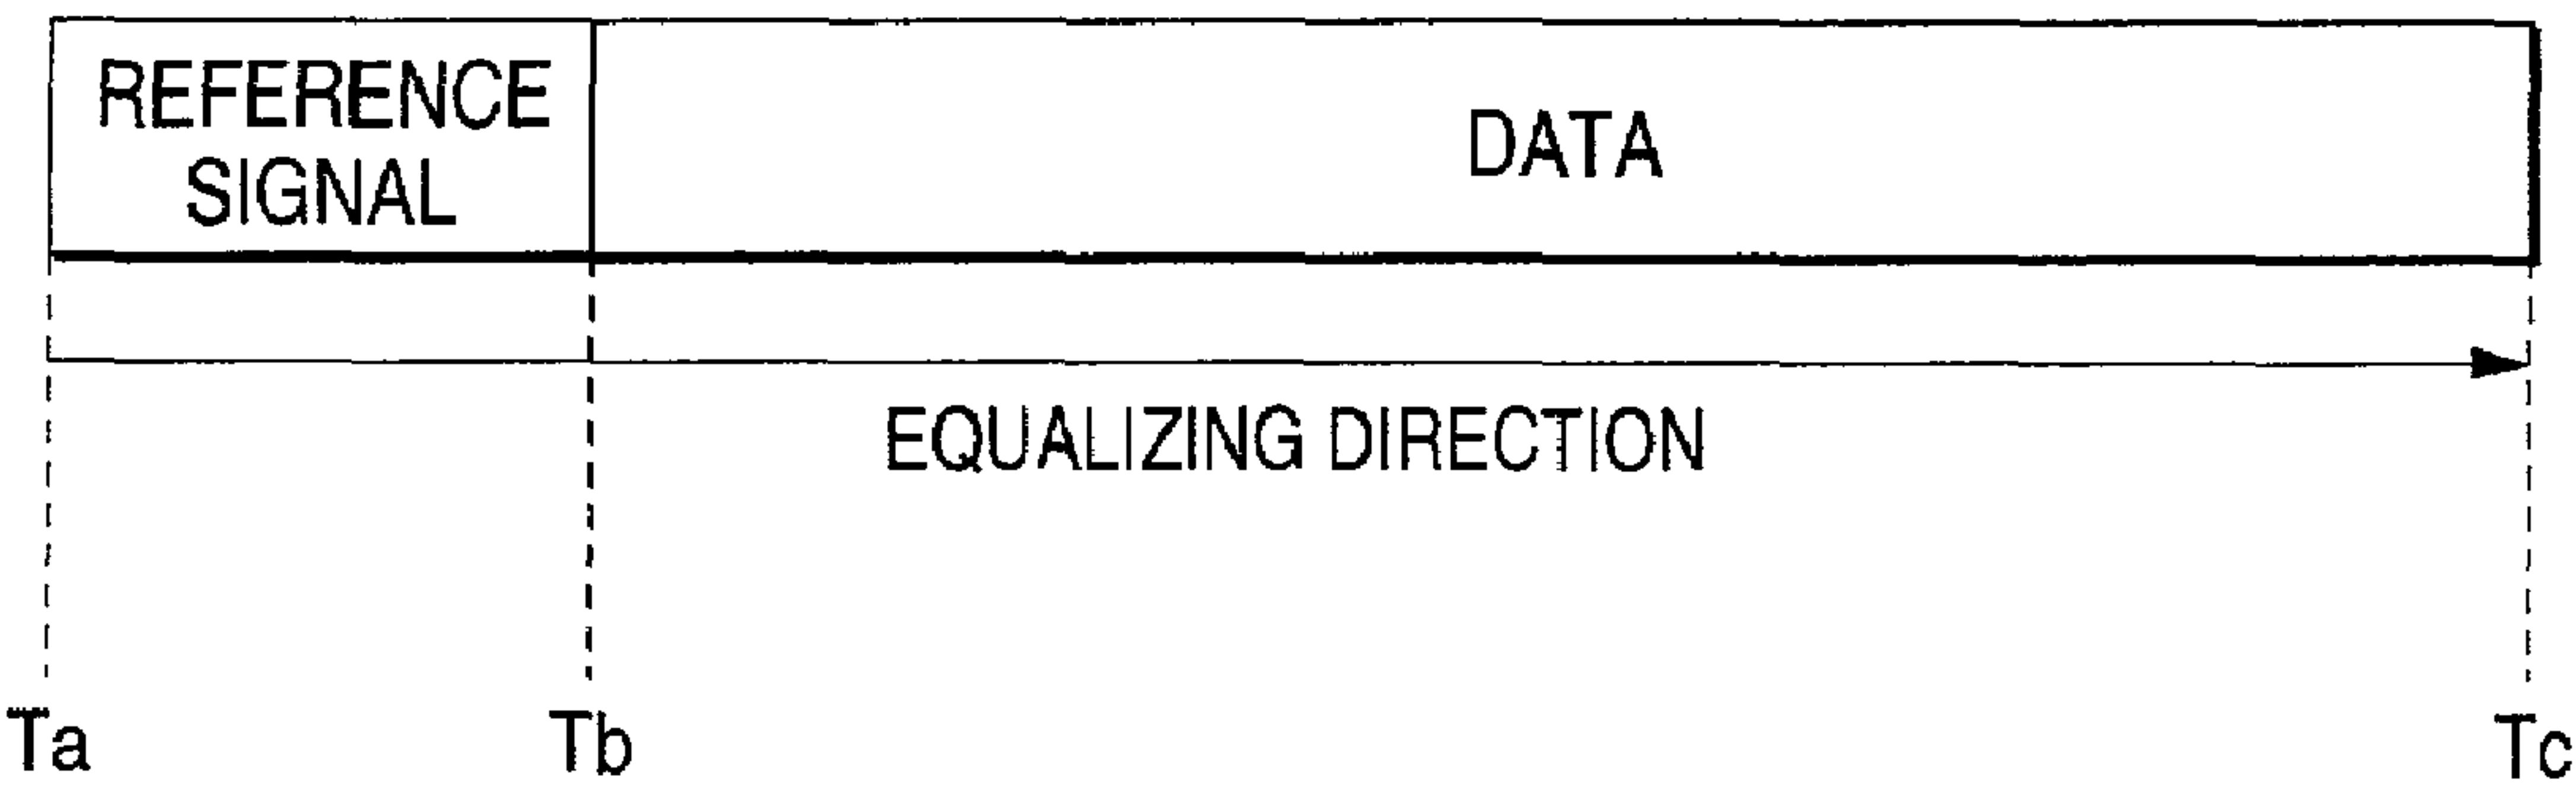 REFERENCE
SIGNAL
DATA
EQUALIZING DIRECTION
Ta
Tb
Tc